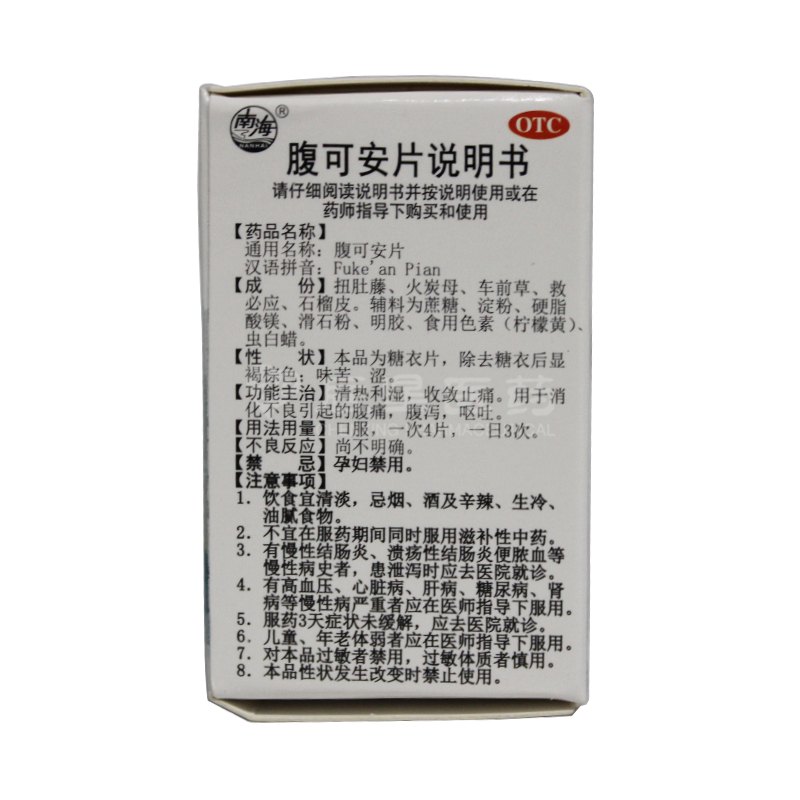 南海
NANHAI
®
OTC
腹可安片说明书
请仔细阅读说明书并按说明使用或在
药师指导下购买和使用
【药品名称】
通用名称：腹可安片
汉语拼音：Fuke'an Pian
【成　份】扭肚藤、火炭母、车前草、救
必应、石榴皮。辅料为蔗糖、淀粉、硬脂
酸镁、滑石粉、明胶、食用色素（柠檬黄）、
虫白蜡。
【性　状】本品为糖衣片，除去糖衣后显
褐棕色；味苦、涩。
【功能主治】清热利湿，收敛止痛。用于消
化不良引起的腹痛，腹泻，呕吐。
【用法用量】口服，一次4片，一日3次。
【不良反应】尚不明确。
【禁　忌】孕妇禁用。
【注意事项】
1．饮食宜清淡，忌烟、酒及辛辣、生冷、
油腻食物。
2．不宜在服药期间同时服用滋补性中药。
3．有慢性结肠炎、溃疡性结肠炎便脓血等
慢性病史者，患泄泻时应去医院就诊。
4．有高血压、心脏病、肝病、糖尿病、肾
病等慢性病严重者应在医师指导下服用。
5．服药3天症状未缓解，应去医院就诊。
6．儿童、年老体弱者应在医师指导下服用。
7．对本品过敏者禁用，过敏体质者慎用。
8．本品性状发生改变时禁止使用。